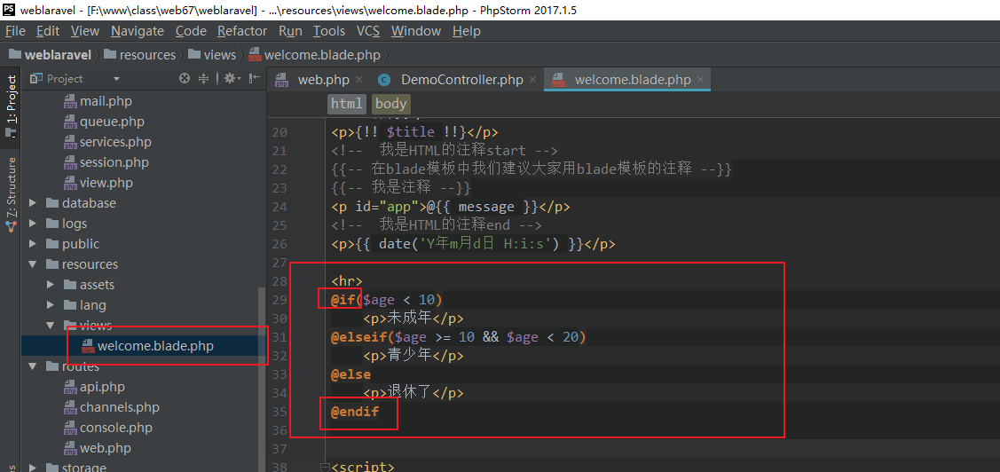 weblaravel - [F:\www\class\web67\weblaravel] - ...\resources\views\welcome.blade.php - PhpStorm 2017.1.5
File Edit View Navigate Code Refactor Run Tools VCS Window Help
weblaravel resources views welcome.blade.php
1: Project
7: Structure
Project
mail.php
queue.php
services.php
session.php
view.php
database
logs
public
resources
assets
lang
views
welcome.blade.php
routes
api.php
channels.php
console.php
web.php
storage
web.php DemoController.php welcome.blade.php
html body
20 <p>{!! $title !!}</p>
21 <!--  我是HTML的注释start -->
22 {{-- 在blade模板中我们建议大家用blade模板的注释 --}}
23 {{-- 我是注释 --}}
24 <p id="app">@{{ message }}</p>
25 <!--  我是HTML的注释end -->
26 <p>{{ date('Y年m月d日 H:i:s') }}</p>
27
28 <hr>
29 @if($age < 10)
30     <p>未成年</p>
31 @elseif($age >= 10 && $age < 20)
32     <p>青少年</p>
33 @else
34     <p>退休了</p>
35 @endif
36
37
38 <script>